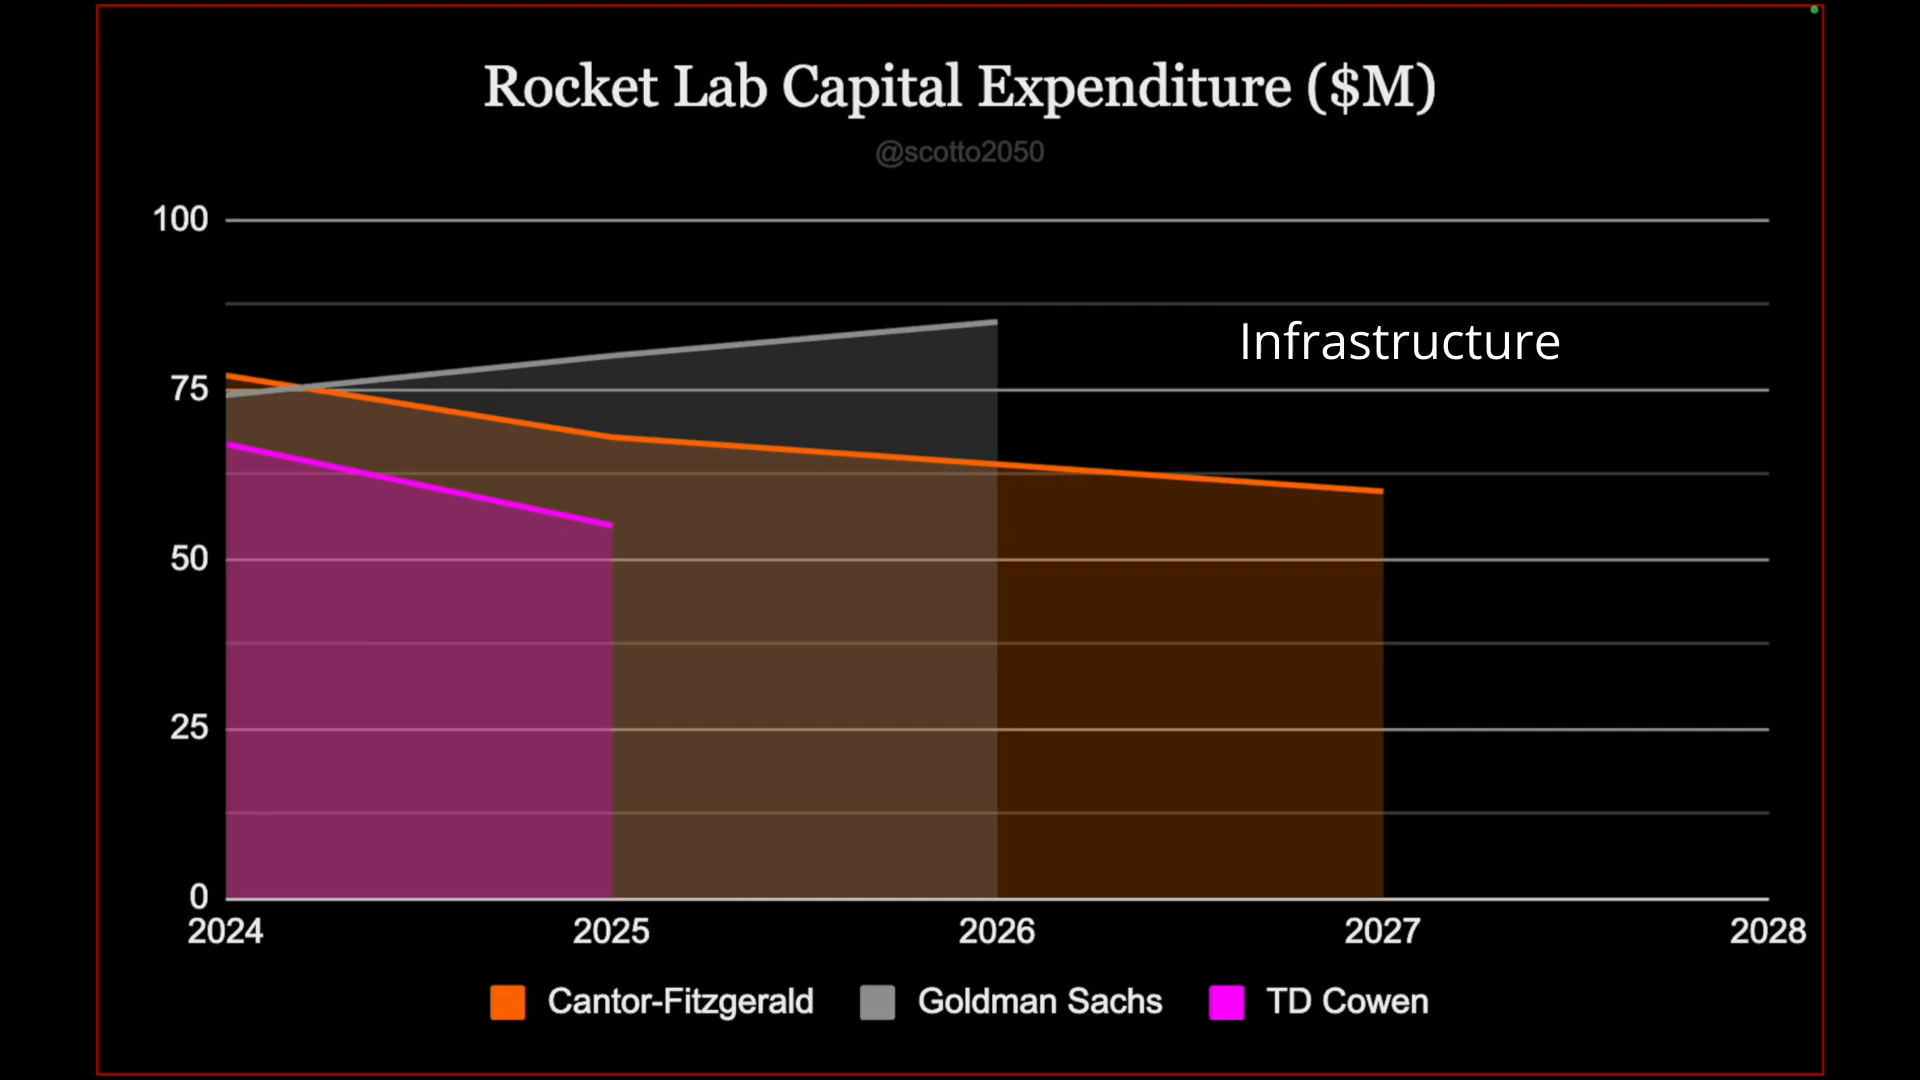 Rocket Lab Capital Expenditure ($M)
@scotto2050
100
Infrastructure
75
50
25
0
2024 2025 2026 2027 2028
Cantor-Fitzgerald Goldman Sachs TD Cowen